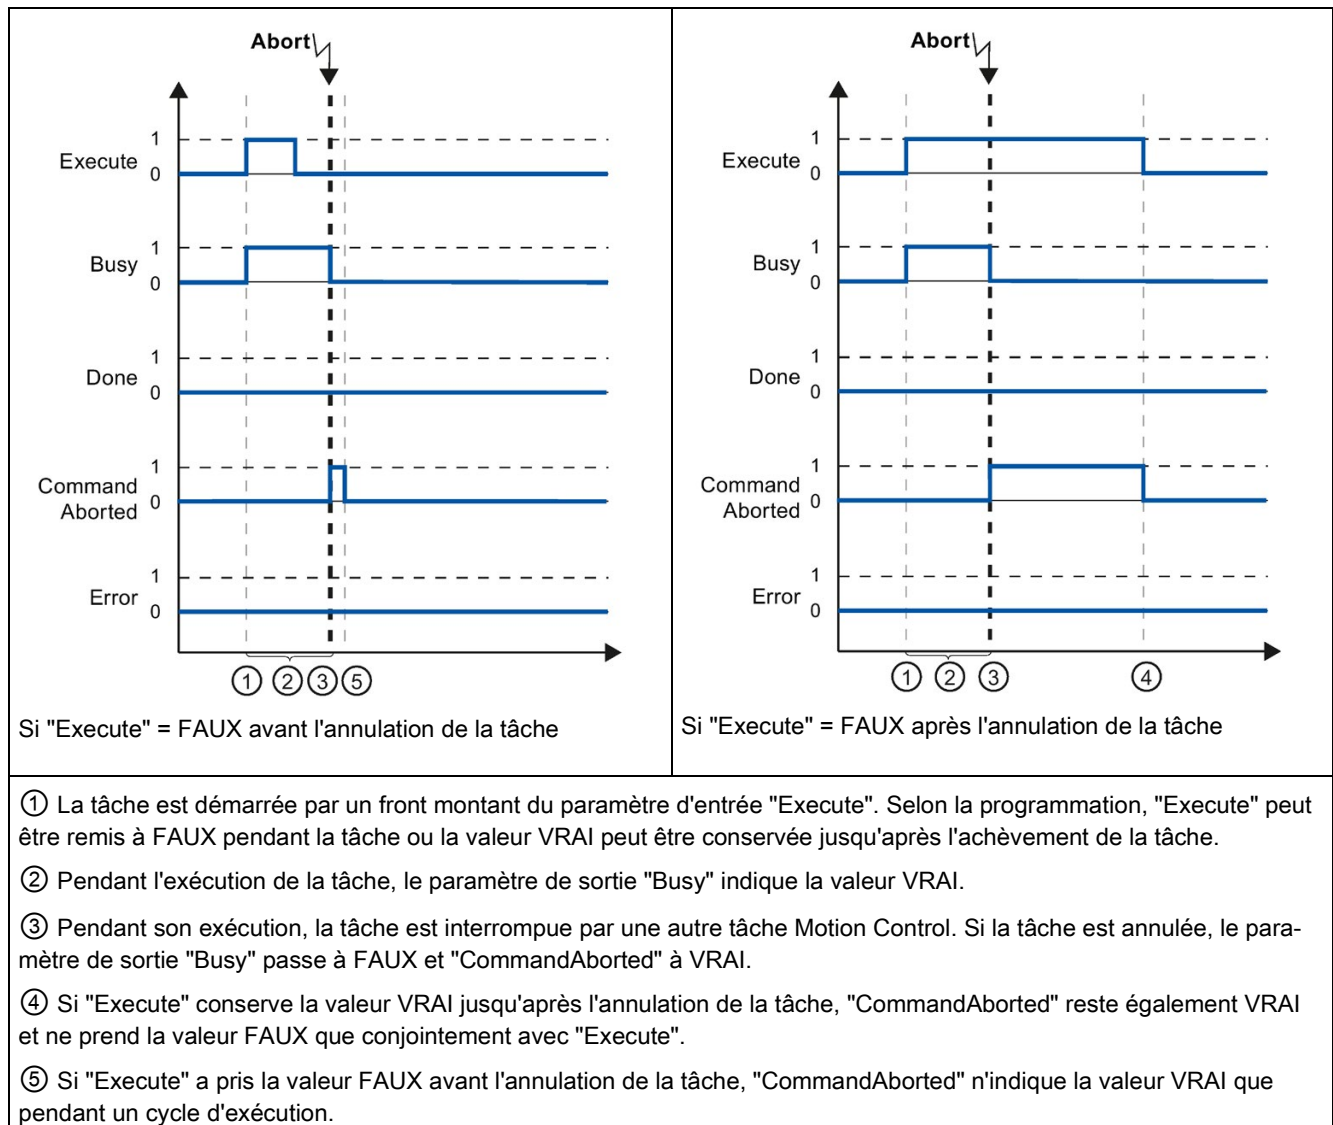 Abort
1
Execute
0
1
Busy
0
1
Done
0
1
Command
Aborted 0
1
Error
0
① ② ③ ⑤
Si "Execute" = FAUX avant l'annulation de la tâche
Abort
1
Execute
0
1
Busy
0
1
Done
0
1
Command
Aborted 0
1
Error
0
① ② ③ ④
Si "Execute" = FAUX après l'annulation de la tâche
① La tâche est démarrée par un front montant du paramètre d'entrée "Execute". Selon la programmation, "Execute" peut
être remis à FAUX pendant la tâche ou la valeur VRAI peut être conservée jusqu'après l'achèvement de la tâche.
② Pendant l'exécution de la tâche, le paramètre de sortie "Busy" indique la valeur VRAI.
③ Pendant son exécution, la tâche est interrompue par une autre tâche Motion Control. Si la tâche est annulée, le para-
mètre de sortie "Busy" passe à FAUX et "CommandAborted" à VRAI.
④ Si "Execute" conserve la valeur VRAI jusqu'après l'annulation de la tâche, "CommandAborted" reste également VRAI
et ne prend la valeur FAUX que conjointement avec "Execute".
⑤ Si "Execute" a pris la valeur FAUX avant l'annulation de la tâche, "CommandAborted" n'indique la valeur VRAI que
pendant un cycle d'exécution.